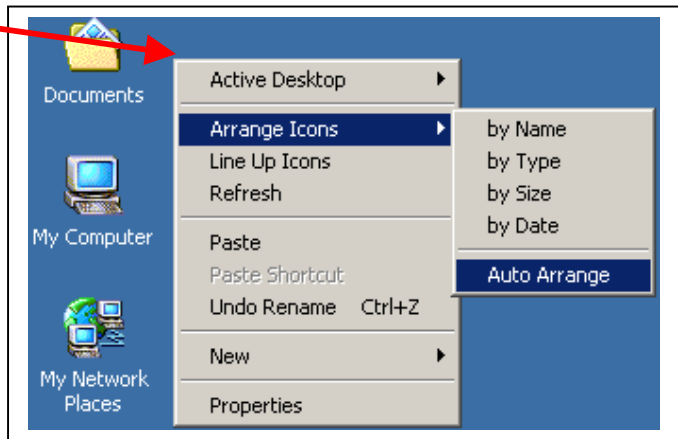 Documents
My Computer
My Network
Places
Active Desktop
Arrange Icons
Line Up Icons
Refresh
Paste
Paste Shortcut
Undo Rename Ctrl+Z
New
Properties
by Name
by Type
by Size
by Date
Auto Arrange